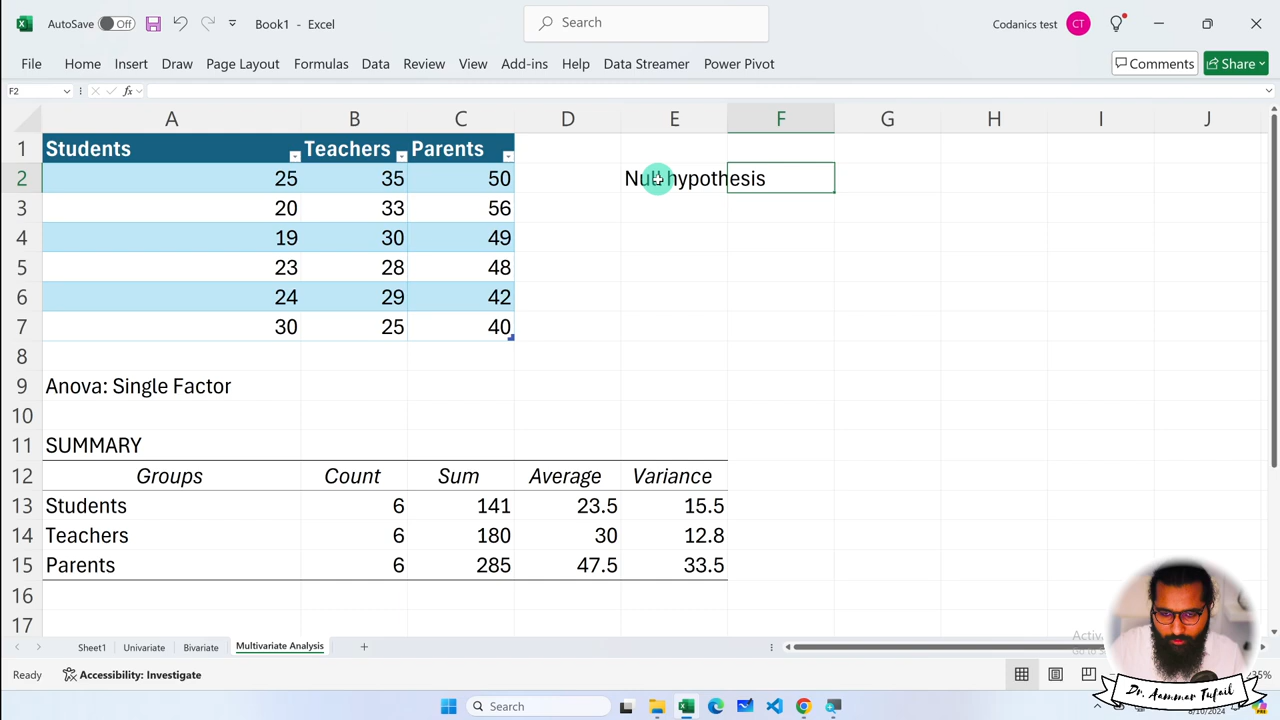 AutoSave Off Book1 - Excel Search Codanics test CT
File Home Insert Draw Page Layout Formulas Data Review View Add-ins Help Data Streamer Power Pivot Comments Share
F2 fx
A B C D E F G H I J
1 Students Teachers Parents
2 25 35 50 Null hypothesis
3 20 33 56
4 19 30 49
5 23 28 48
6 24 29 42
7 30 25 40
8
9 Anova: Single Factor
10
11 SUMMARY
12 Groups Count Sum Average Variance
13 Students 6 141 23.5 15.5
14 Teachers 6 180 30 12.8
15 Parents 6 285 47.5 33.5
16
17
Sheet1 Univariate Bivariate Multivariate Analysis
Ready Accessibility: Investigate
Dr. Aammar Tufail
Search 8/10/2024